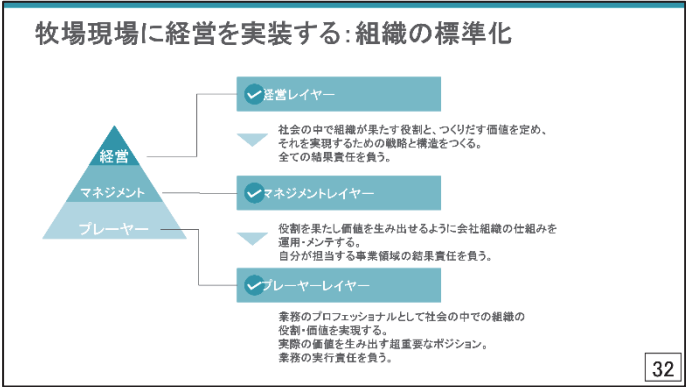 牧場現場に経営を実装する:組織の標準化
経営
マネジメント
プレーヤー
経営レイヤー
社会の中で組織が果たす役割と、つくりだす価値を定め、
それを実現するための戦略と構造をつくる。
全ての結果責任を負う。
マネジメントレイヤー
役割を果たし価値を生み出せるように会社組織の仕組みを
運用・メンテする。
自分が担当する事業領域の結果責任を負う。
プレーヤーレイヤー
業務のプロフェッショナルとして社会の中での組織の
役割・価値を実現する。
実際の価値を生み出す超重要なポジション。
業務の実行責任を負う。
32